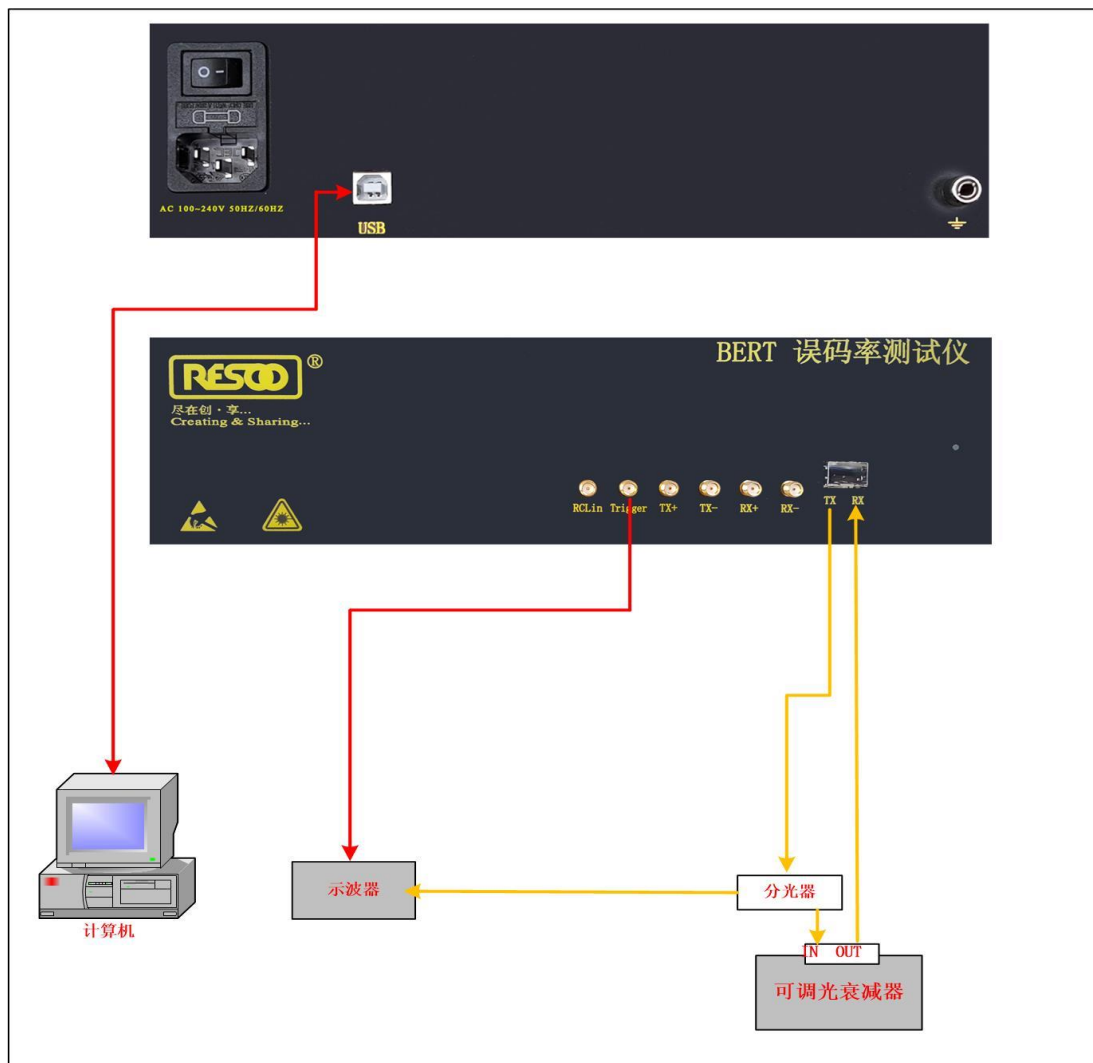 AC 100~240V 50HZ/60HZ
USB
RESOO®
尽在创·享...
Creating & Sharing...
BERT 误码率测试仪
RCLin Trigger TX+ TX- RX+ RX- TX RX
示波器
分光器
计算机
IN OUT
可调光衰减器